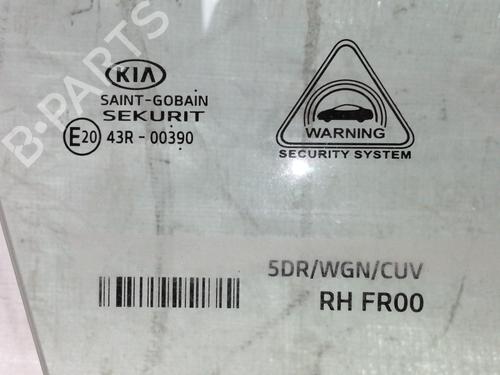 B-PARTS
KIA
SAINT-GOBAIN
SEKURIT
E20 43R - 00390
WARNING
SECURITY SYSTEM
5DR/WGN/CUV
RH FR00